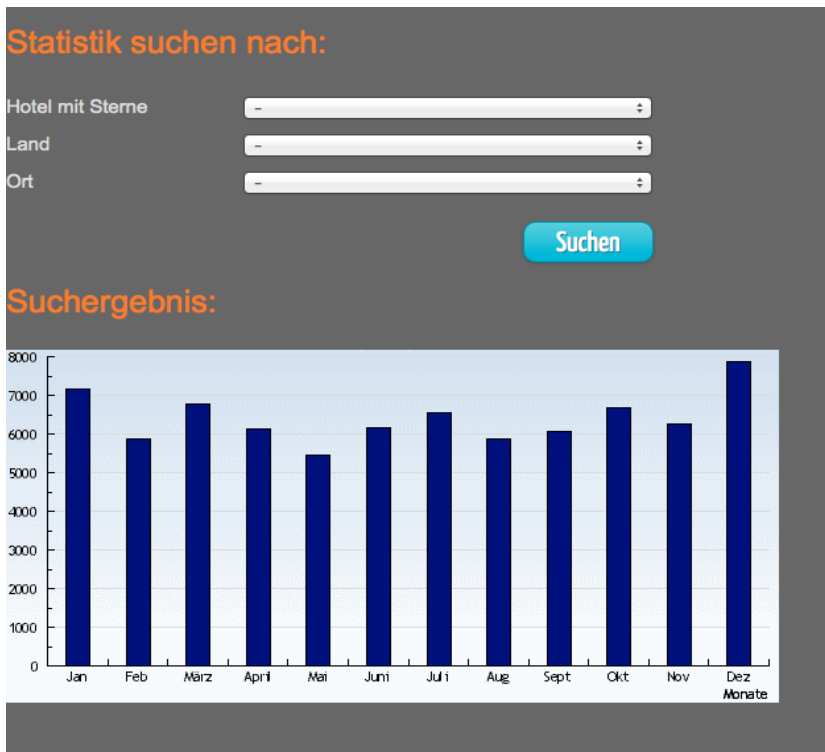 Statistik suchen nach:
Hotel mit Sterne –
Land –
Ort –
Suchen
Suchergebnis:
8000
7000
6000
5000
4000
3000
2000
1000
0
Jan Feb März April Mai Juni Juli Aug Sept Okt Nov Dez
Monate